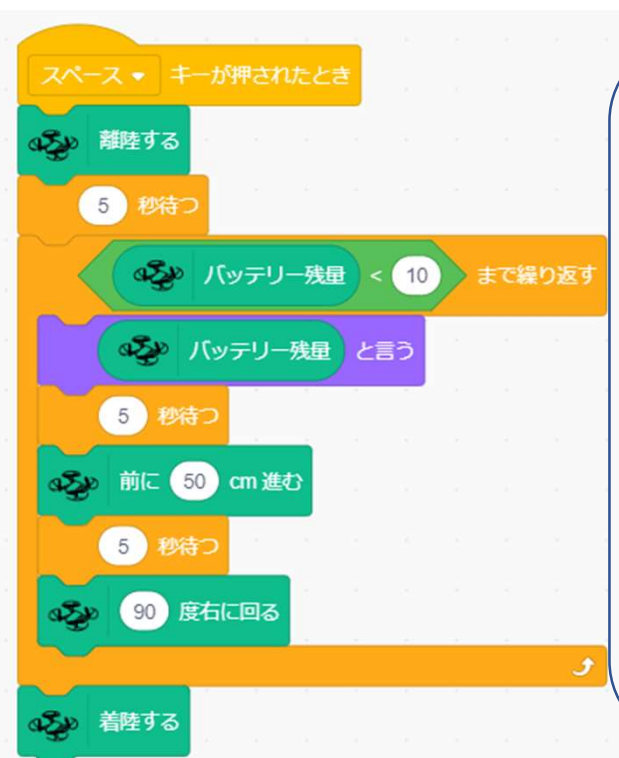 スペース キーが押されたとき
離陸する
5 秒待つ
バッテリー残量 < 10 まで繰り返す
バッテリー残量 と言う
5 秒待つ
前に 50 cm 進む
5 秒待つ
90 度右に回る
着陸する